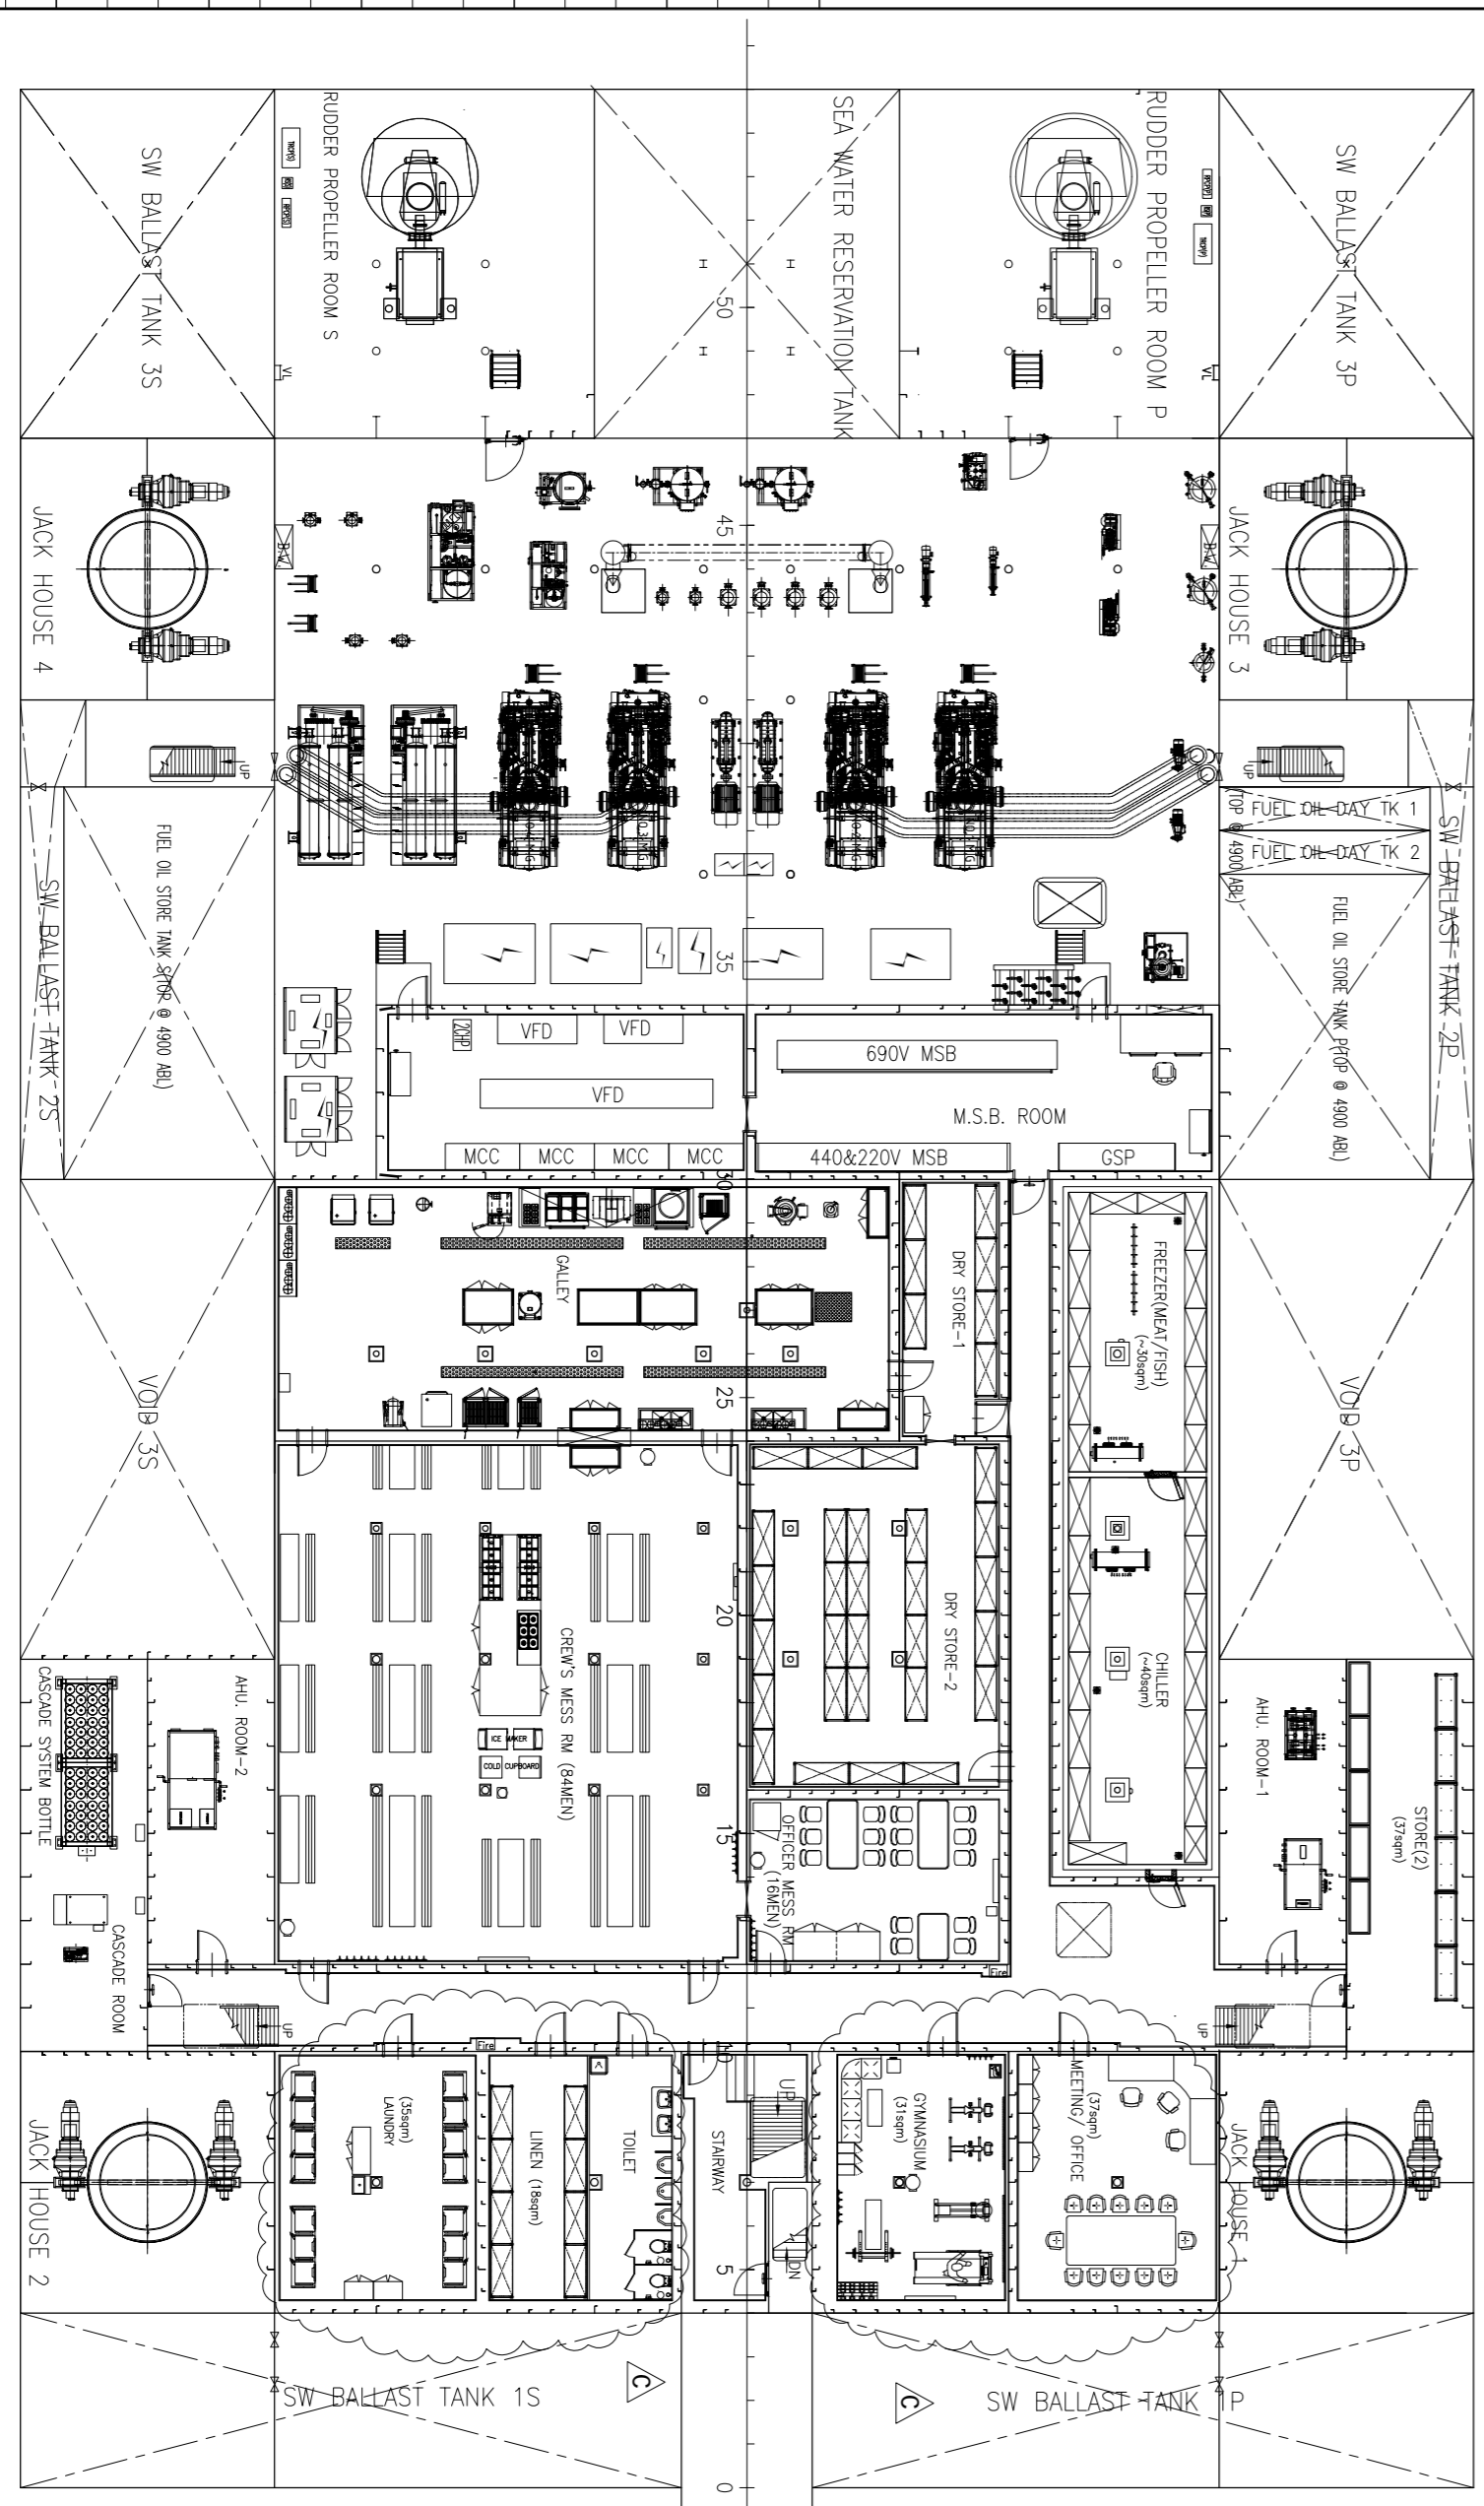 SW BALLAST TANK 3S
RUDDER PROPELLER ROOM S
SEA WATER RESERVATION TANK
RUDDER PROPELLER ROOM P
SW BALLAST TANK 3P
50
VL
VL
JACK HOUSE 4
B.W.
45
B.W.
JACK HOUSE 3
UP
UP
FUEL OIL DAY TK 1
FUEL OIL DAY TK 2
(TOP @ 4900 ABL)
NO.3 M/G
SW BALLAST TANK 2S
FUEL OIL STORE TANK S(TOP @ 4900 ABL)
35
FUEL OIL STORE TANK P(TOP @ 4900 ABL)
SW BALLAST TANK 2P
VFD
VFD
VFD
690V MSB
M.S.B. ROOM
MCC
MCC
MCC
MCC
440&220V MSB
GSP
30
VOID 3S
GALLEY
DRY STORE-1
FREEZER(MEAT/FISH)
(~30sqm)
VOID 3P
25
20
CREW'S MESS RM (84MEN)
ICE MAKER
COLD CUPBOARD
DRY STORE-2
CHILLER
(~40sqm)
CASCADE SYSTEM BOTTLE
AHU. ROOM-2
AHU. ROOM-1
STORE(2)
(37sqm)
15
OFFICER MESS RM
(16MEN)
CASCADE ROOM
Fire
UP
UP
Fire
10
JACK HOUSE 2
LAUNDRY
(35sqm)
LINEN (18sqm)
TOILET
STAIRWAY
UP
DN
GYMNASIUM
(31sqm)
MEETING/ OFFICE
(37sqm)
JACK HOUSE 1
5
SW BALLAST TANK 1S
C
C
SW BALLAST TANK 1P
0